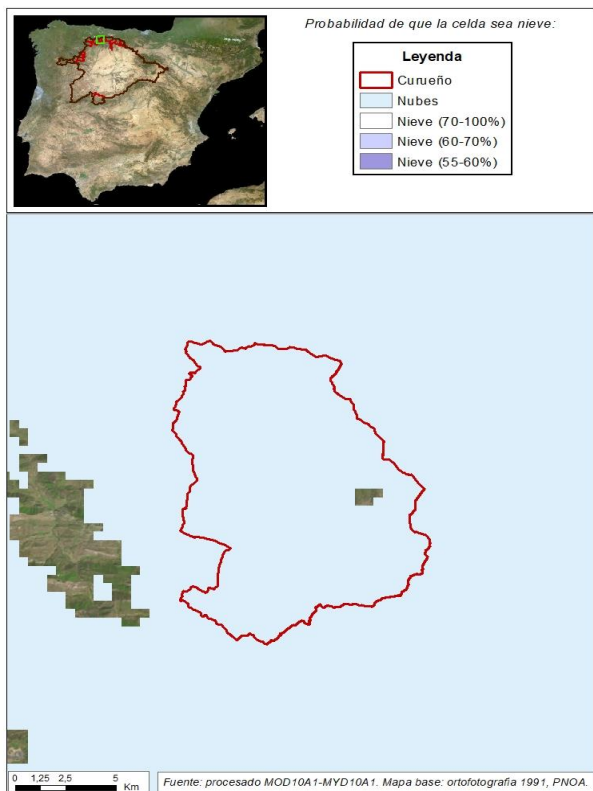 Probabilidad de que la celda sea nieve:
Leyenda
Curueño
Nubes
Nieve (70-100%)
Nieve (60-70%)
Nieve (55-60%)
0 1,25 2,5 5
Km
Fuente: procesado MOD10A1-MYD10A1. Mapa base: ortofotografía 1991, PNOA.